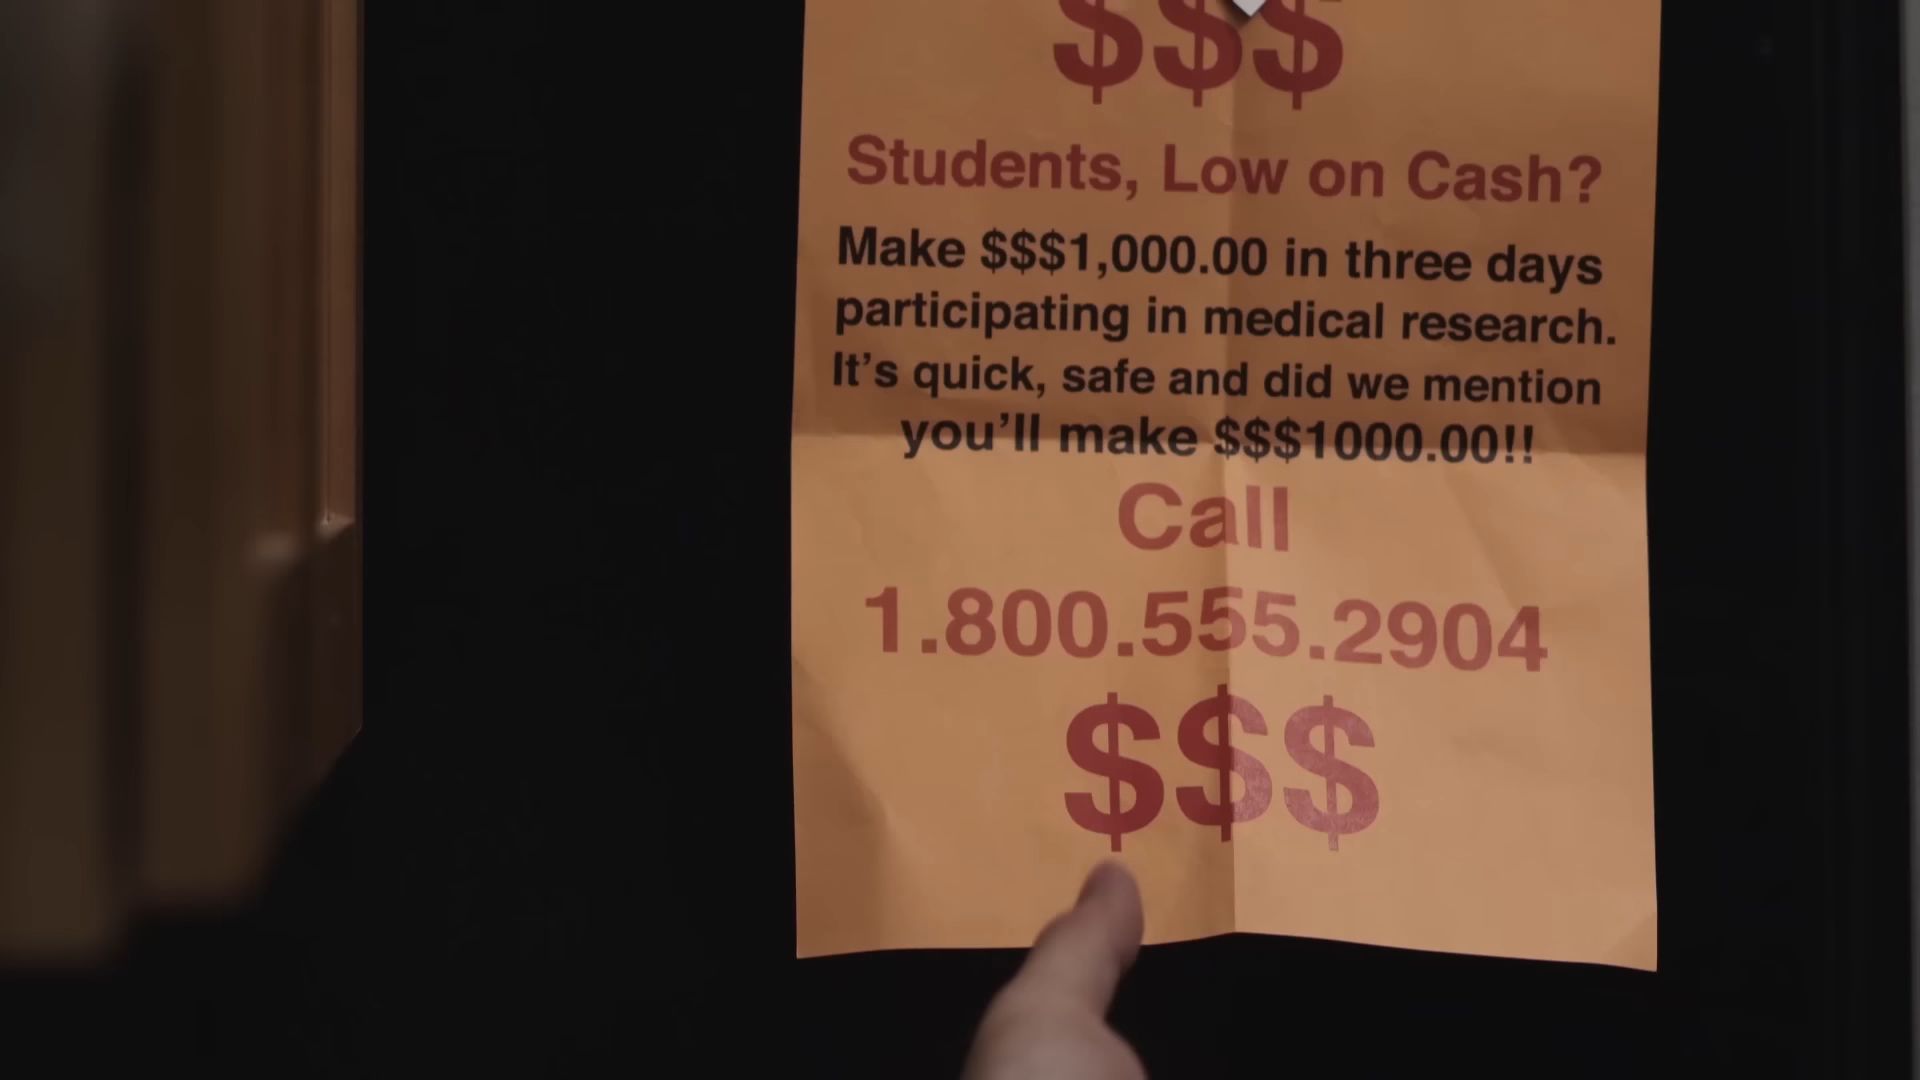 $$$
Students, Low on Cash?
Make $$$1,000.00 in three days
participating in medical research.
It's quick, safe and did we mention
you'll make $$$1000.00!!
Call
1.800.555.2904
$$$